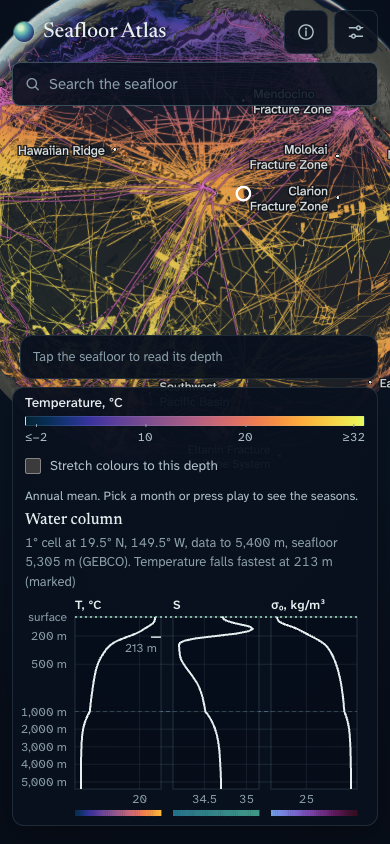 Seafloor Atlas
Search the seafloor
Mendocino
Fracture Zone
Hawaiian Ridge
Molokai
Fracture Zone
Clarion
Fracture Zone
Tap the seafloor to read its depth
Southwest
Pacific Basin
Temperature, °C
≤−2 10 20 ≥32
Stretch colours to this depth
Annual mean. Pick a month or press play to see the seasons.
Water column
1° cell at 19.5° N, 149.5° W, data to 5,400 m, seafloor
5,305 m (GEBCO). Temperature falls fastest at 213 m
(marked)
T, °C S σ₀, kg/m³
surface
200 m
213 m
500 m
1,000 m
2,000 m
3,000 m
4,000 m
5,000 m
20 34.5 35 25